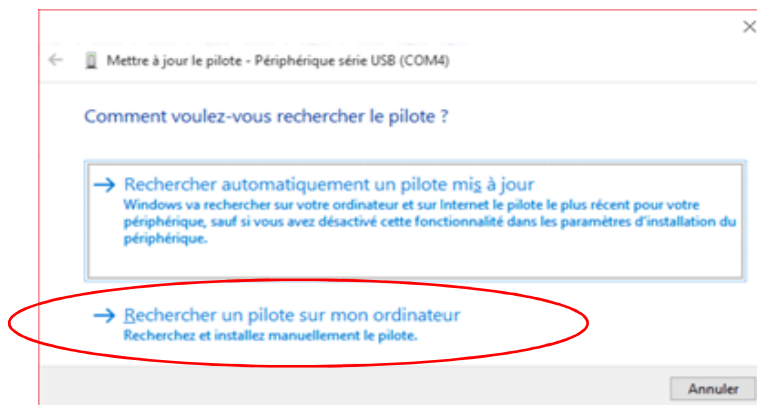 Mettre à jour le pilote - Périphérique série USB (COM4)
Comment voulez-vous rechercher le pilote ?
Rechercher automatiquement un pilote mis à jour
Windows va rechercher sur votre ordinateur et sur Internet le pilote le plus récent pour votre
périphérique, sauf si vous avez désactivé cette fonctionnalité dans les paramètres d'installation du
périphérique.
Rechercher un pilote sur mon ordinateur
Recherchez et installez manuellement le pilote.
Annuler